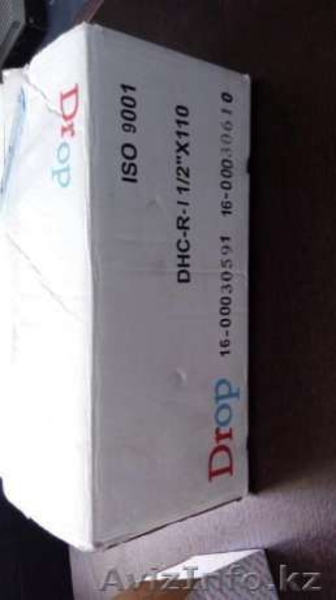 Drop
ISO 9001
DHC-R-I 1/2"X110
16-00030591 16-00030610
Drop
AvizInfo.kz